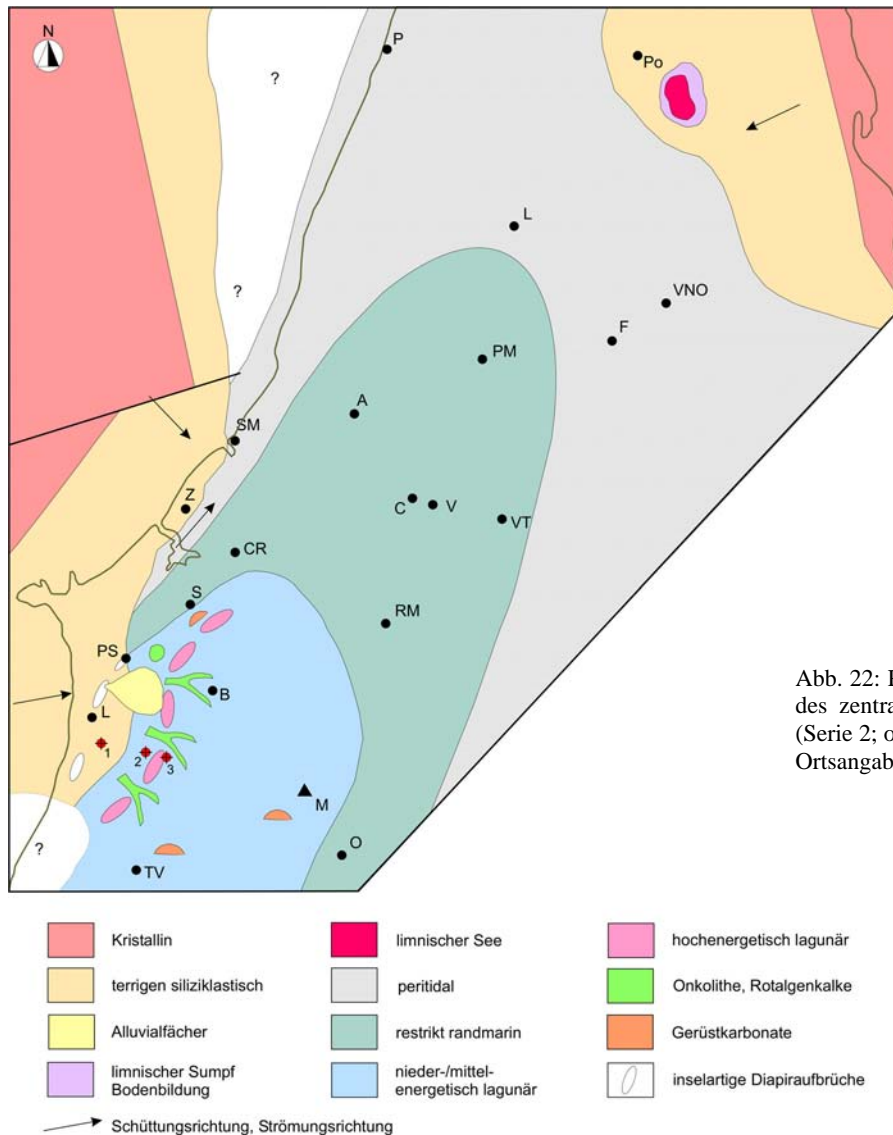 N
P
Po
?
L
?
VNO
F
PM
A
SM
C
V
VT
Z
CR
S
RM
PS
B
L
1
2
3
M
?
O
TV
Abb. 22:
des zentra
(Serie 2; o
Ortsangab
Kristallin
limnischer See
hochenergetisch lagunär
terrigen siliziklastisch
peritidal
Onkolithe, Rotalgenkalke
Alluvialfächer
restrikt randmarin
Gerüstkarbonate
limnischer Sumpf
Bodenbildung
nieder-/mittel-
energetisch lagunär
inselartige Diapiraufbrüche
Schüttungsrichtung, Strömungsrichtung